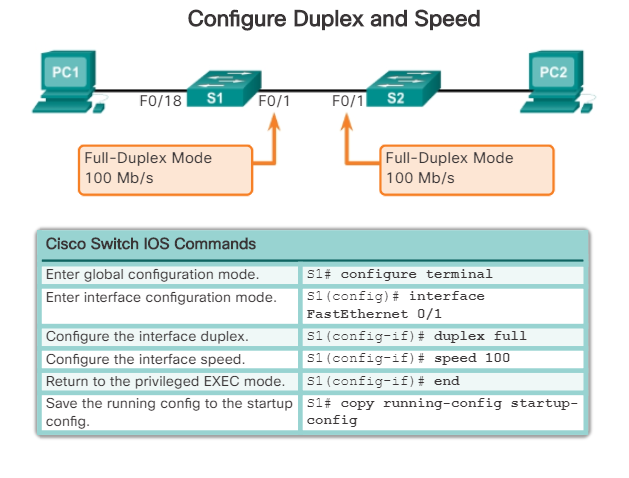 Configure Duplex and Speed
PC1
PC2
F0/18
S1
F0/1
F0/1
S2
Full-Duplex Mode
100 Mb/s
Full-Duplex Mode
100 Mb/s
Cisco Switch IOS Commands
Enter global configuration mode.
S1# configure terminal
Enter interface configuration mode.
S1(config)# interface
FastEthernet 0/1
Configure the interface duplex.
S1(config-if)# duplex full
Configure the interface speed.
S1(config-if)# speed 100
Return to the privileged EXEC mode.
S1(config-if)# end
Save the running config to the startup
config.
S1# copy running-config startup-
config